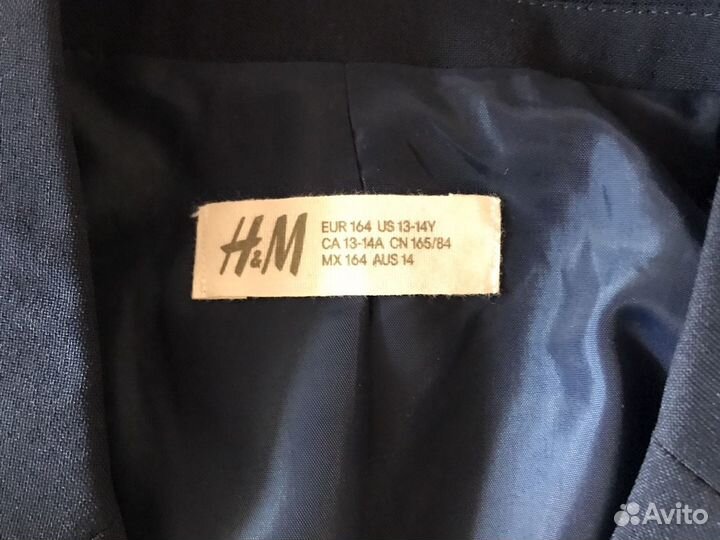 H&M
EUR 164 US 13-14Y
CA 13-14A CN 165/84
MX 164 AUS 14
Avito